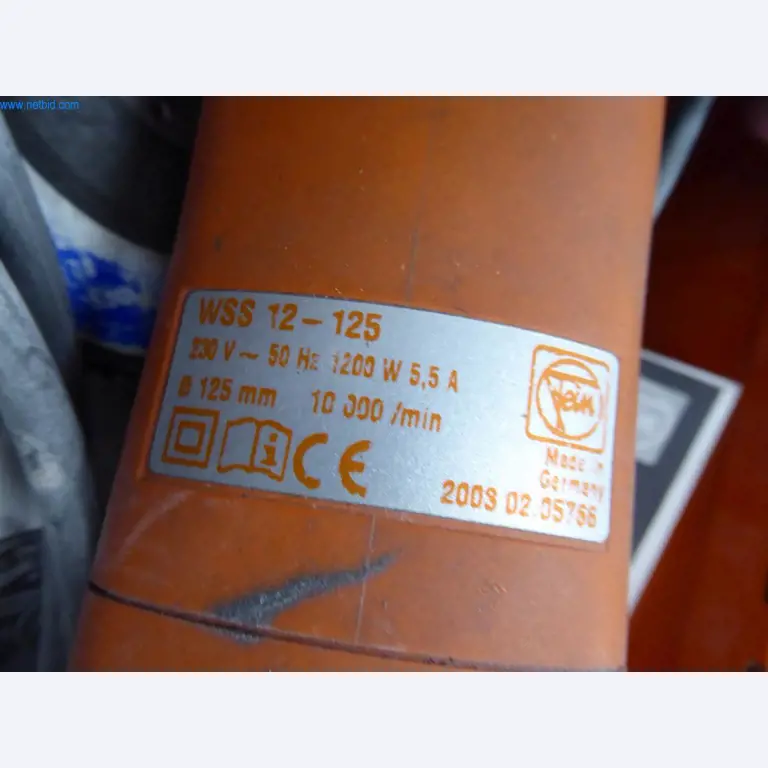 www.netbid.com
WSS 12-125
230 V ~ 50 Hz 1200 W 5,5 A
Ø 125 mm 10 000 /min
i CE
Fein
Made in
Germany
2003 02 05766